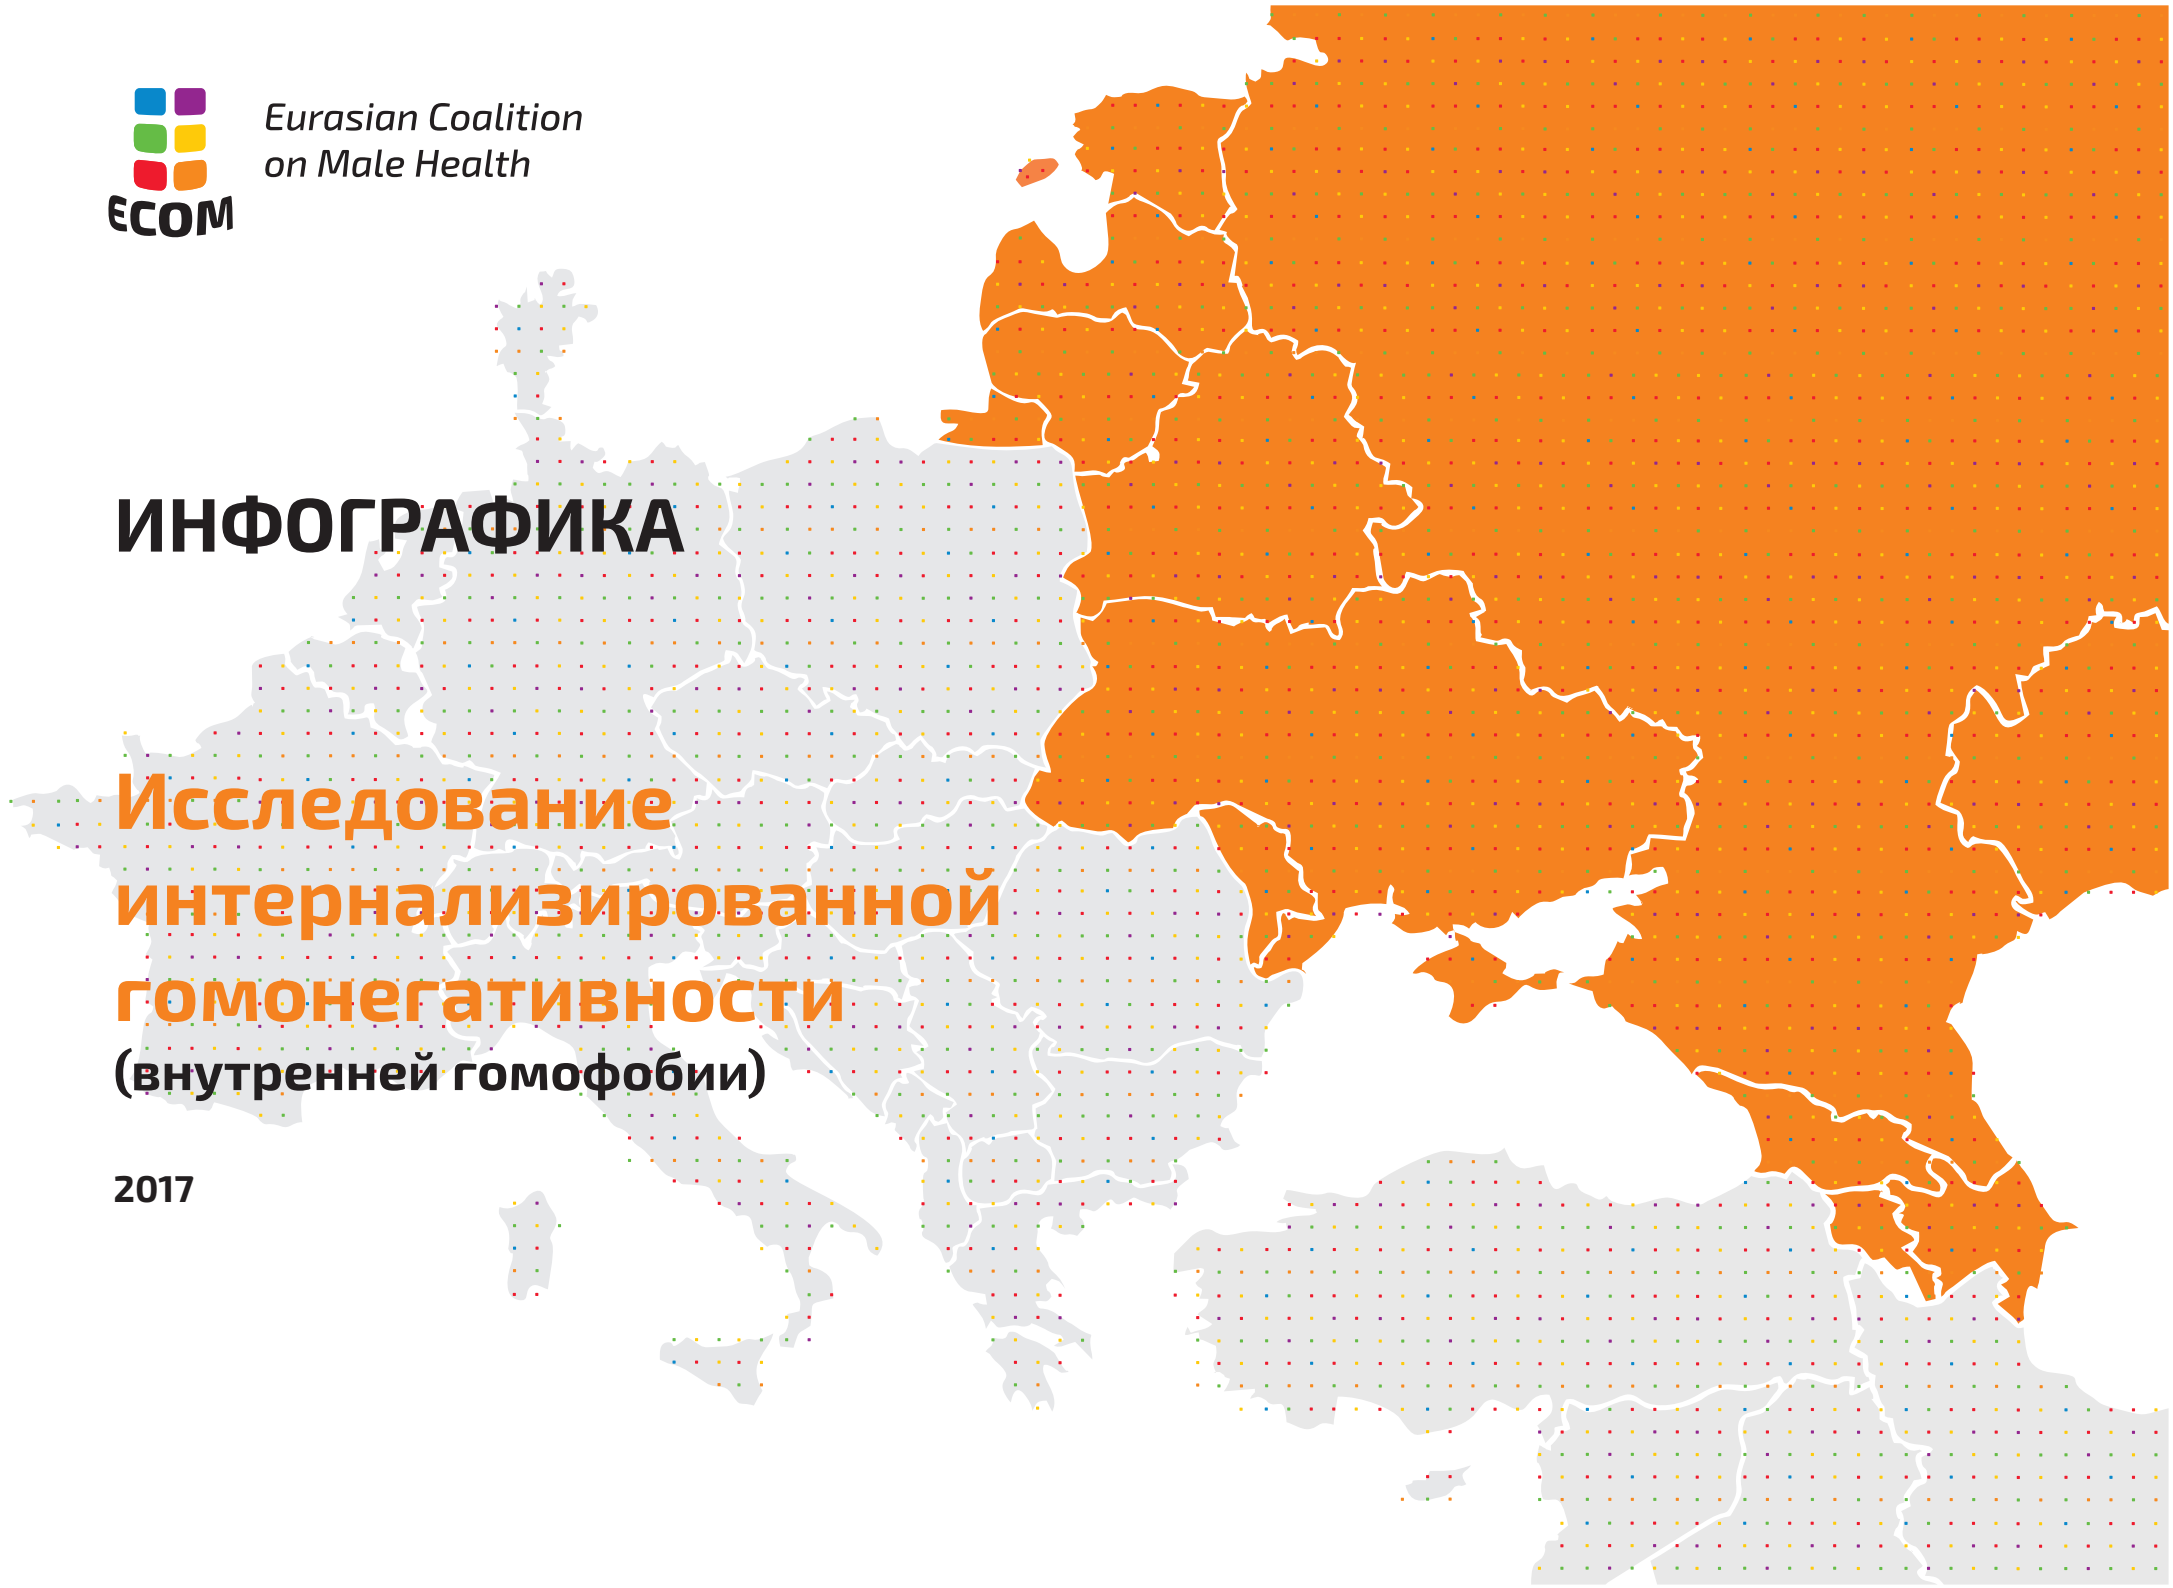 ECOM
Eurasian Coalition
on Male Health
ИНФОГРАФИКА
Исследование
интернализированной
гомонегативности
(внутренней гомофобии)
2017